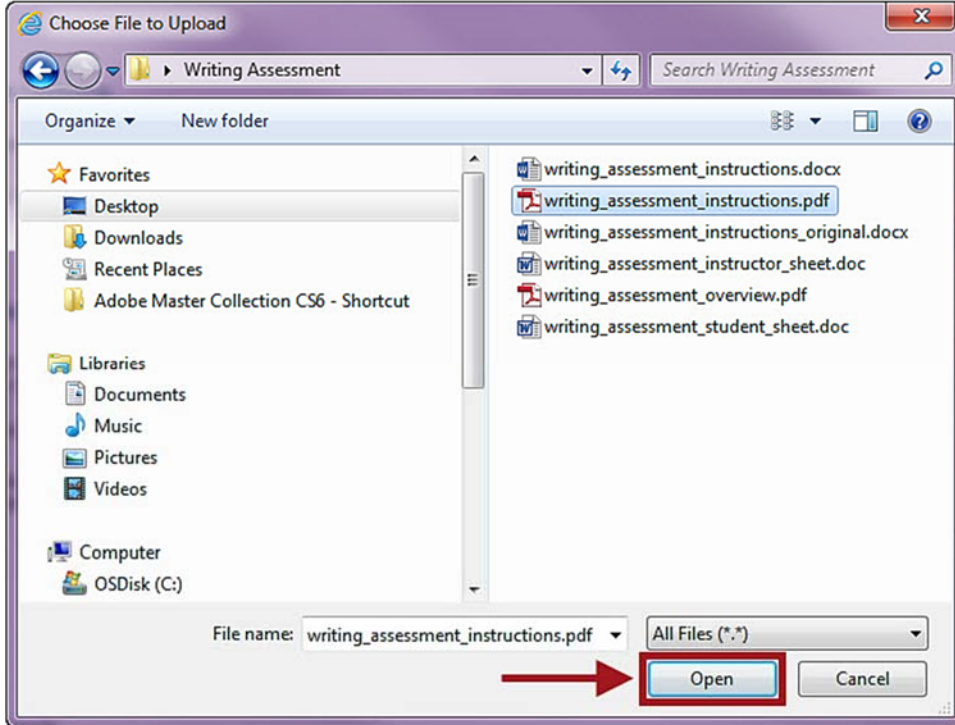 Choose File to Upload
Writing Assessment
Search Writing Assessment
Organize
New folder
Favorites
Desktop
Downloads
Recent Places
Adobe Master Collection CS6 - Shortcut
Libraries
Documents
Music
Pictures
Videos
Computer
OSDisk (C:)
writing_assessment_instructions.docx
writing_assessment_instructions.pdf
writing_assessment_instructions_original.docx
writing_assessment_instructor_sheet.doc
writing_assessment_overview.pdf
writing_assessment_student_sheet.doc
File name: writing_assessment_instructions.pdf
All Files (*.*)
Open
Cancel